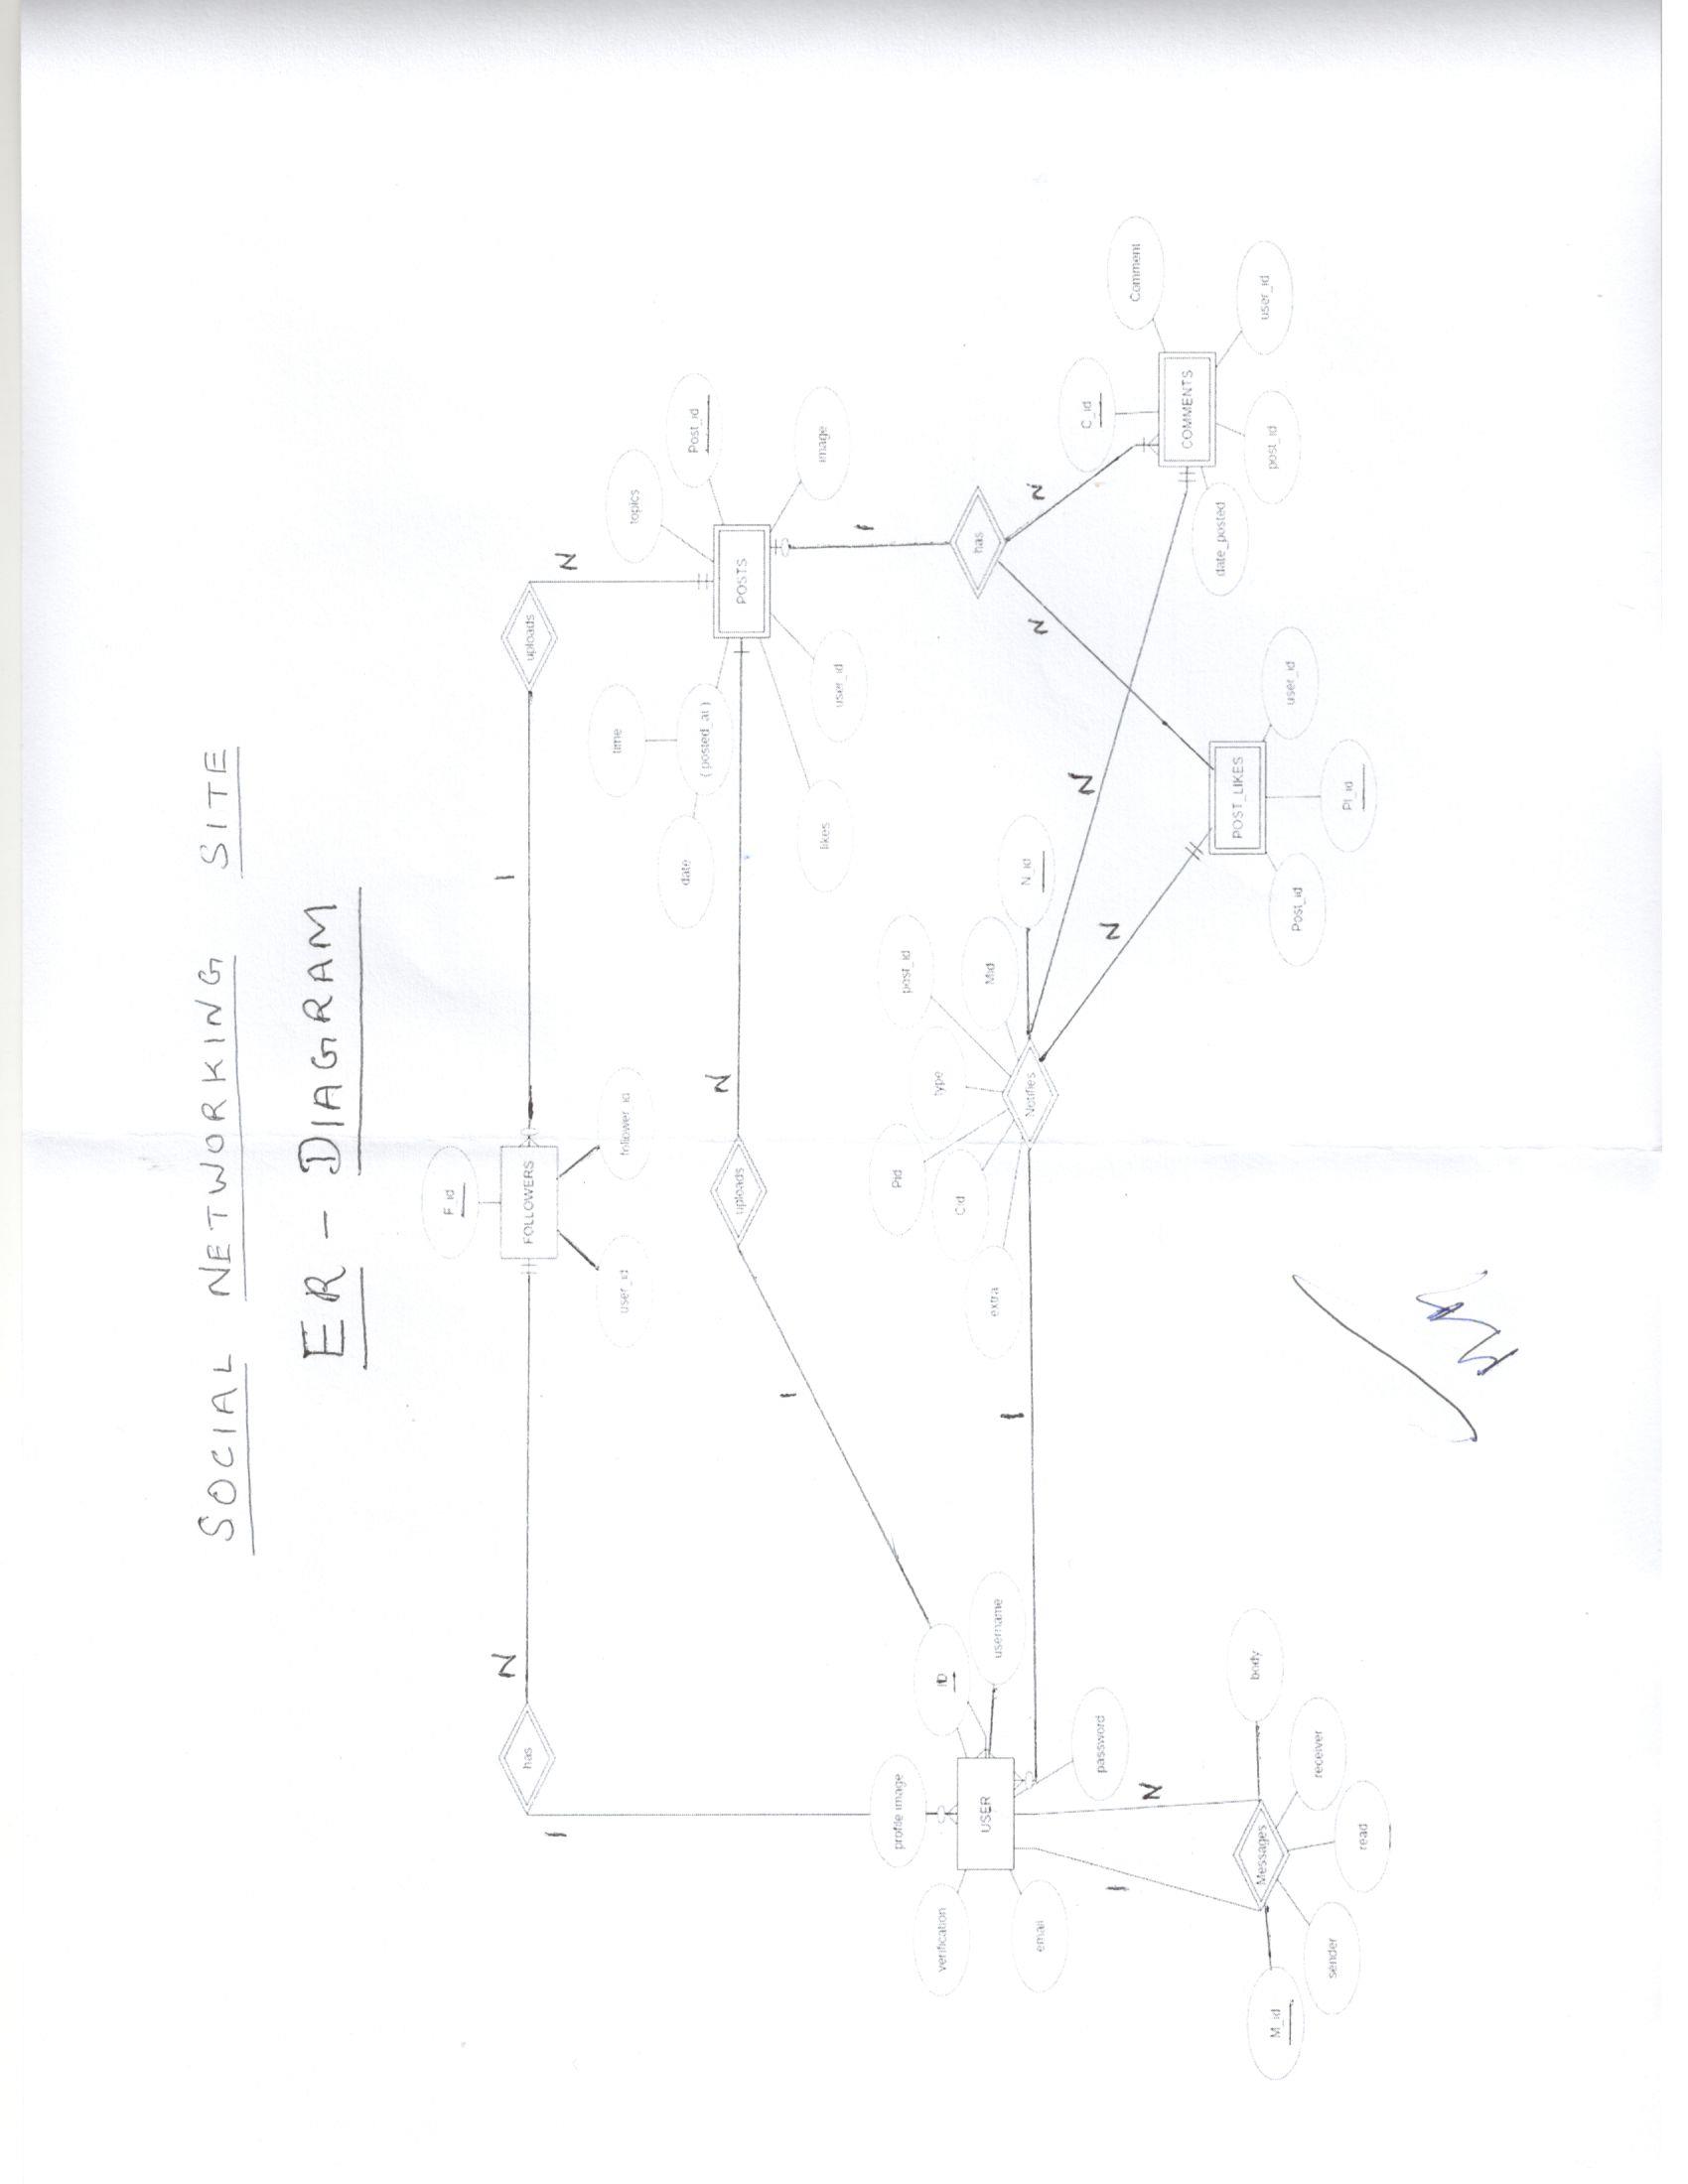 SOCIAL NETWORKING SITE
ER - DIAGRAM
has
N
1
F_id
FOLLOWERS
user_id
follower_id
1
uploads
N
topics
Post_id
POSTS
image
time
( posted_at )
date
likes
user_id
N
uploads
1
1
has
N
N
Comment
C_id
COMMENTS
user_id
post_id
date_posted
N
N
POST_LIKES
user_id
Pl_id
Post_id
N_id
Mid
post_id
type
Pid
Cid
extra
Notifies
1
ID
username
profile image
USER
password
verification
email
1
N
Messages
body
receiver
read
sender
M_id